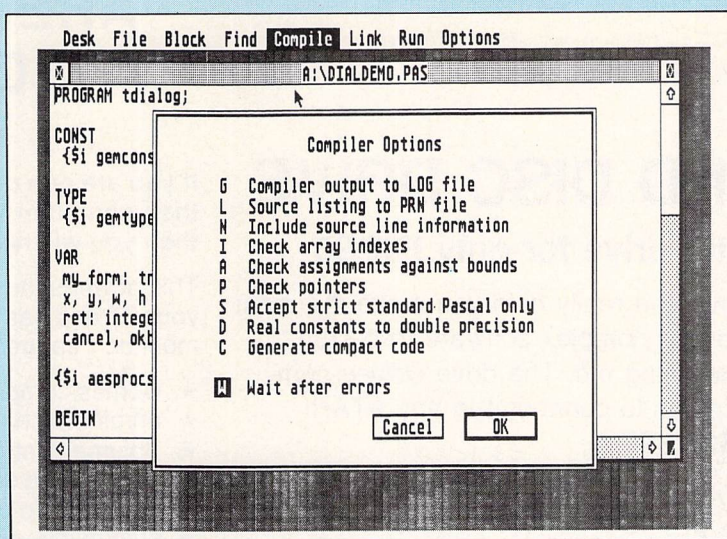 Desk File Block Find Compile Link Run Options
A:\DIALDEMO.PAS
PROGRAM tdialog;
CONST
{$i gemcons
TYPE
{$i gemtype
VAR
my_form: tr
x, y, w, h
ret: intege
cancel, okb
{$i aesprocs
BEGIN
Compiler Options
G Compiler output to LOG file
L Source listing to PRN file
N Include source line information
I Check array indexes
A Check assignments against bounds
P Check pointers
S Accept strict standard Pascal only
D Real constants to double precision
C Generate compact code
W Wait after errors
Cancel OK